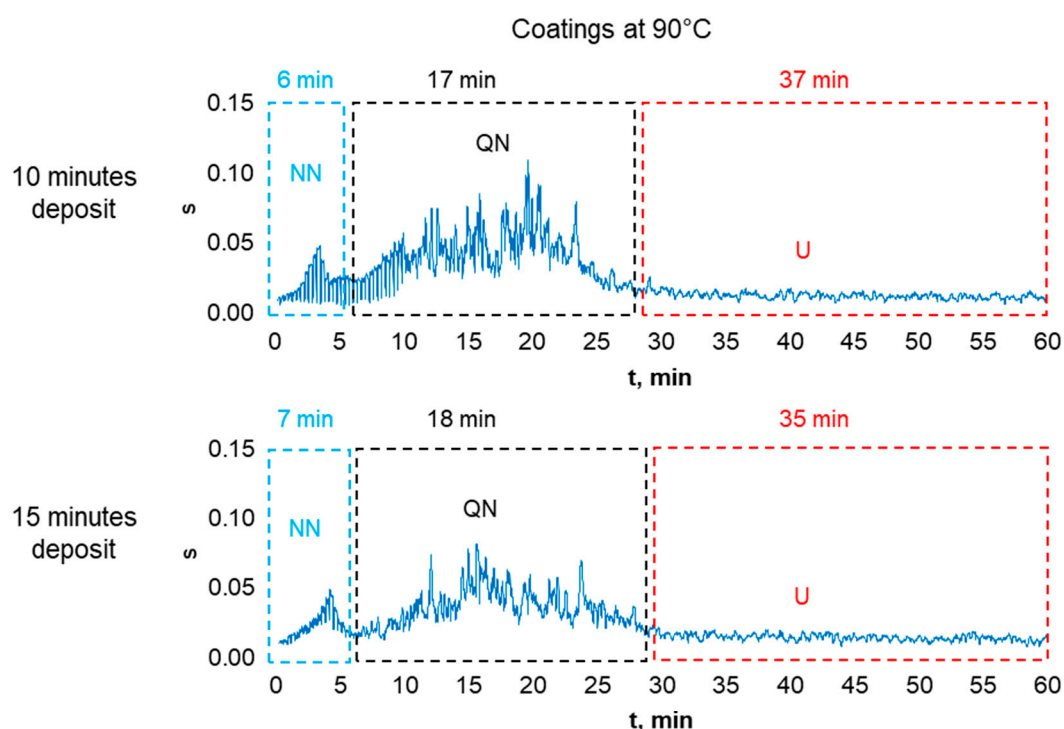 Coatings at 90°C
6 min 17 min 37 min
10 minutes
deposit
s
0.15
0.10
0.05
0.00
NN
QN
U
0 5 10 15 20 25 30 35 40 45 50 55 60
t, min
7 min 18 min 35 min
15 minutes
deposit
s
0.15
0.10
0.05
0.00
NN
QN
U
0 5 10 15 20 25 30 35 40 45 50 55 60
t, min